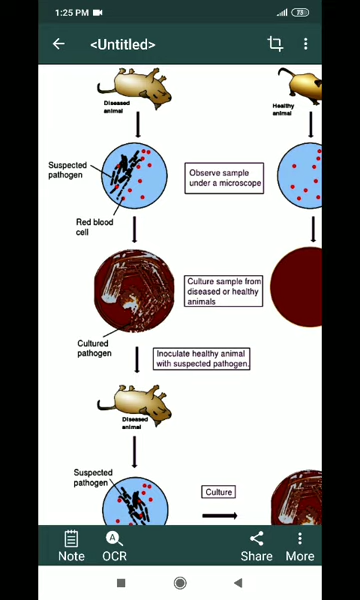 1:25 PM
73
<Untitled>
Diseased
animal
Healthy
animal
Suspected
pathogen
Observe sample
under a microscope
Red blood
cell
Culture sample from
diseased or healthy
animals
Cultured
pathogen
Inoculate healthy animal
with suspected pathogen.
Diseased
animal
Suspected
pathogen
Culture
A
Note
OCR
Share
More